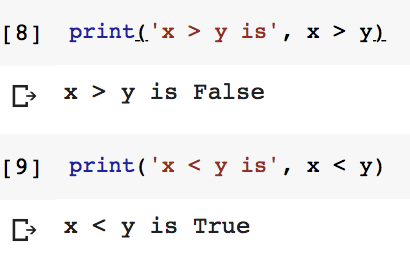 [8] print('x > y is', x > y)
x > y is False
[9] print('x < y is', x < y)
x < y is True